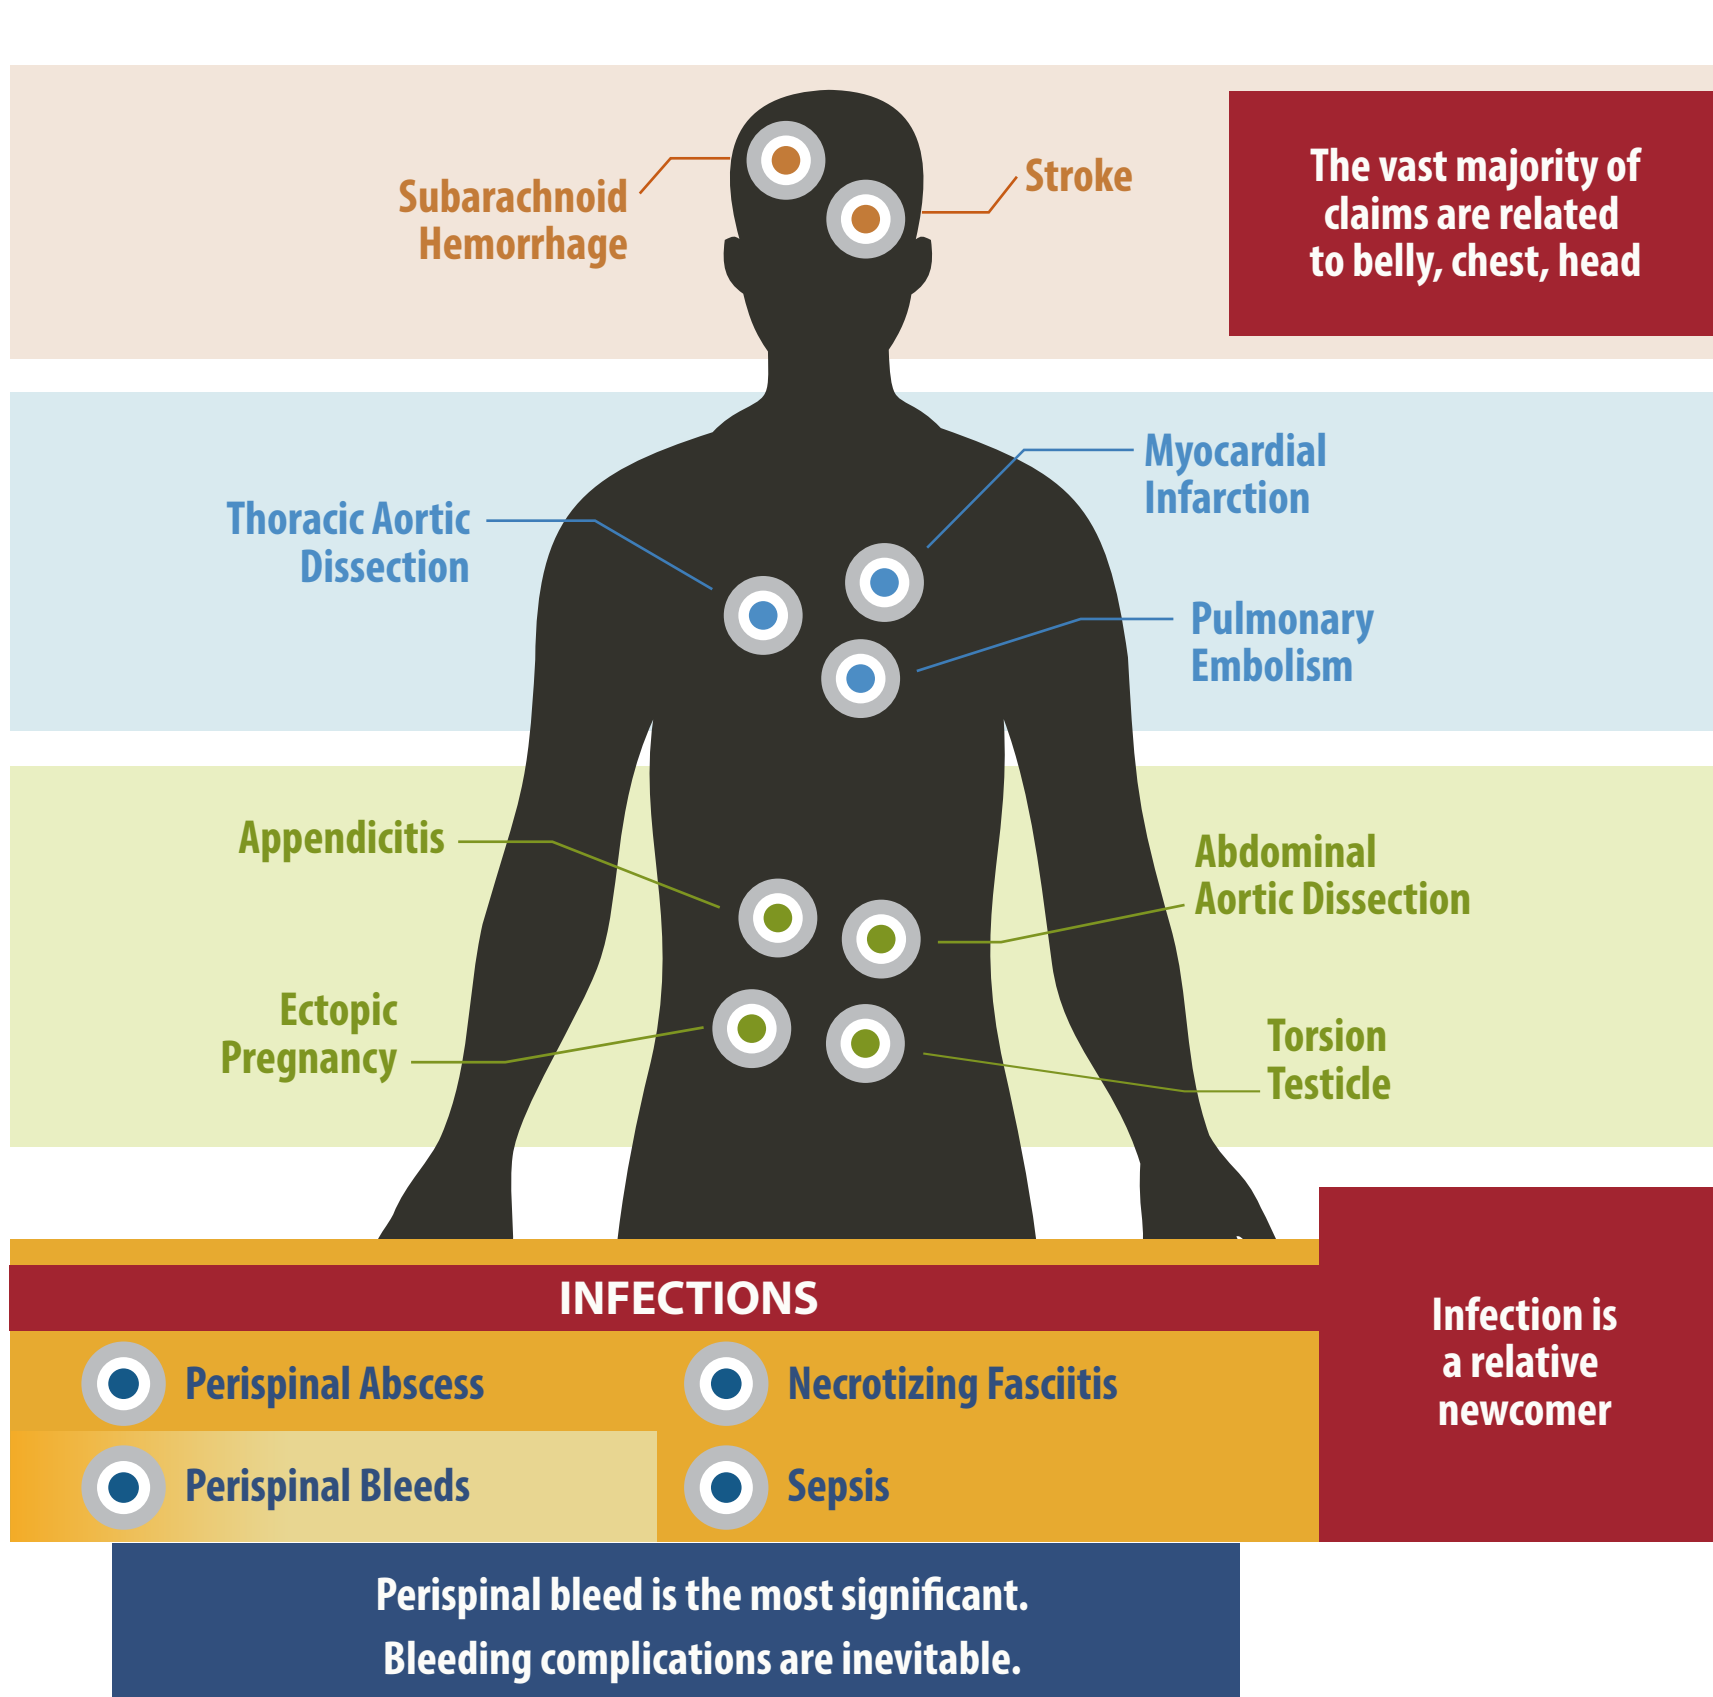 Subarachnoid
Hemorrhage
Stroke
The vast majority of
claims are related
to belly, chest, head
Thoracic Aortic
Dissection
Myocardial
Infarction
Pulmonary
Embolism
Appendicitis
Abdominal
Aortic Dissection
Ectopic
Pregnancy
Torsion
Testicle
INFECTIONS
Perispinal Abscess
Necrotizing Fasciitis
Perispinal Bleeds
Sepsis
Infection is
a relative
newcomer
Perispinal bleed is the most significant.
Bleeding complications are inevitable.